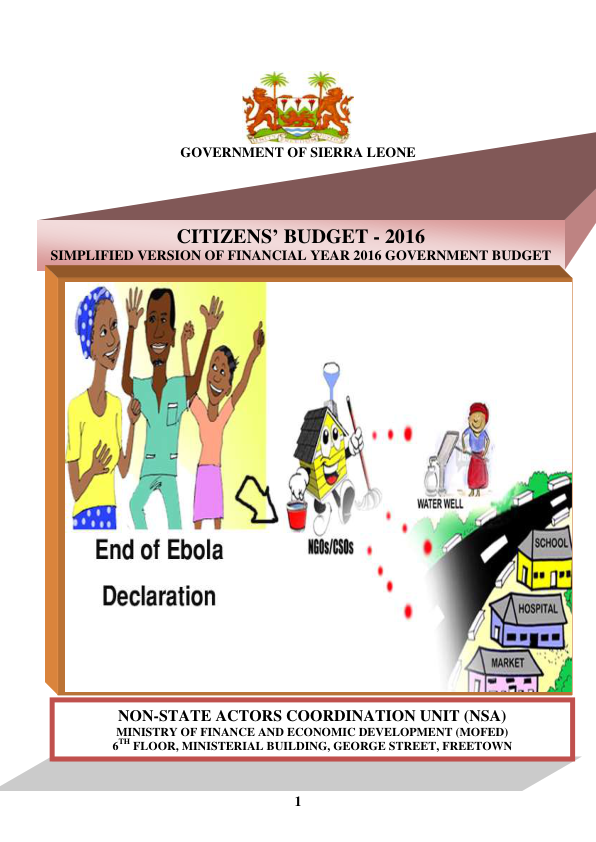 GOVERNMENT OF SIERRA LEONE
CITIZENS' BUDGET - 2016
SIMPLIFIED VERSION OF FINANCIAL YEAR 2016 GOVERNMENT BUDGET
End of Ebola
Declaration
NGOs/CSOs
WATER WELL
SCHOOL
HOSPITAL
MARKET
NON-STATE ACTORS COORDINATION UNIT (NSA)
MINISTRY OF FINANCE AND ECONOMIC DEVELOPMENT (MOFED)
6TH FLOOR, MINISTERIAL BUILDING, GEORGE STREET, FREETOWN
1